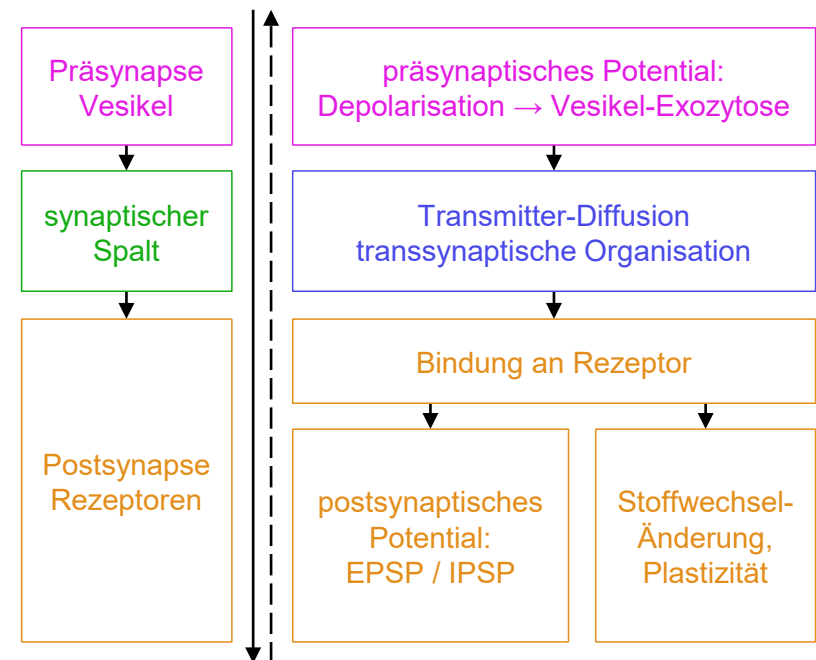 Präsynapse
Vesikel
präsynaptisches Potential:
Depolarisation → Vesikel-Exozytose
synaptischer
Spalt
Transmitter-Diffusion
transsynaptische Organisation
Bindung an Rezeptor
Postsynapse
Rezeptoren
postsynaptisches
Potential:
EPSP / IPSP
Stoffwechsel-
Änderung,
Plastizität